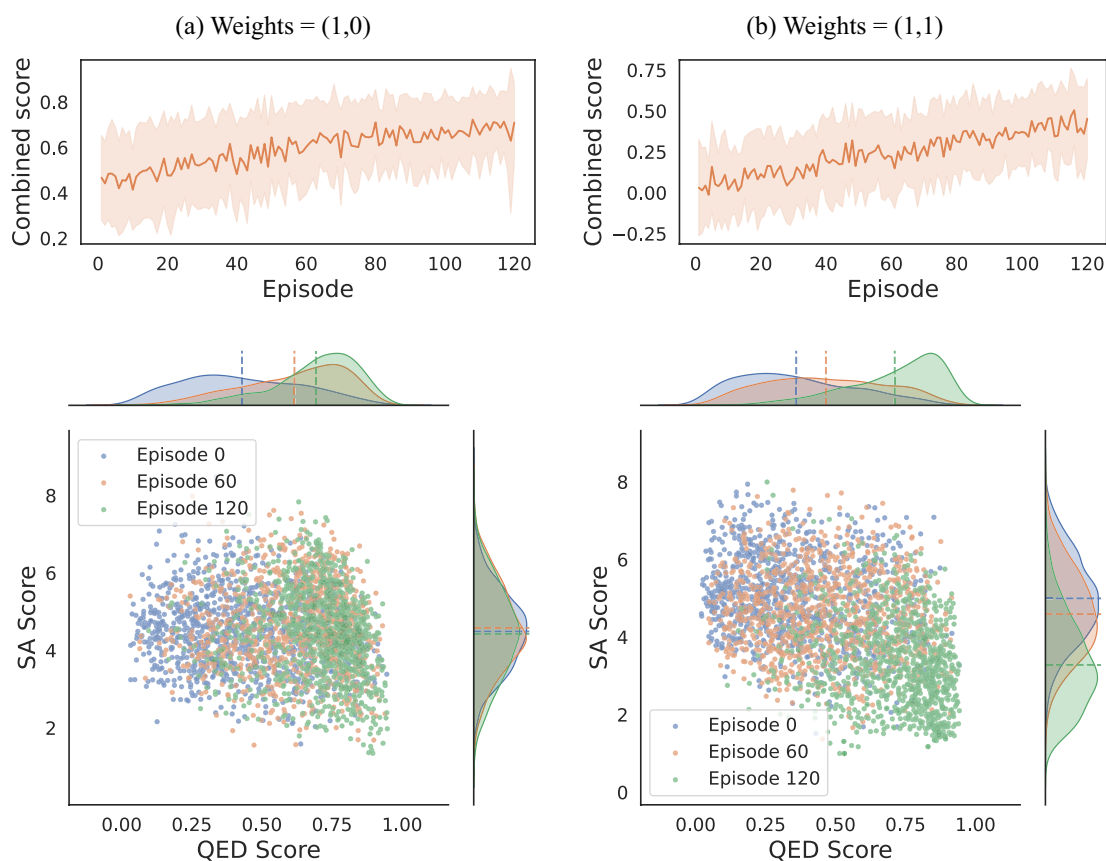 (a) Weights = (1,0)
Combined score
0.8
0.6
0.4
0.2
0 20 40 60 80 100 120
Episode
SA Score
8
6
4
2
Episode 0
Episode 60
Episode 120
0.00 0.25 0.50 0.75 1.00
QED Score
(b) Weights = (1,1)
Combined score
0.75
0.50
0.25
0.00
−0.25
0 20 40 60 80 100 120
Episode
SA Score
8
6
4
2
0
Episode 0
Episode 60
Episode 120
0.00 0.25 0.50 0.75 1.00
QED Score